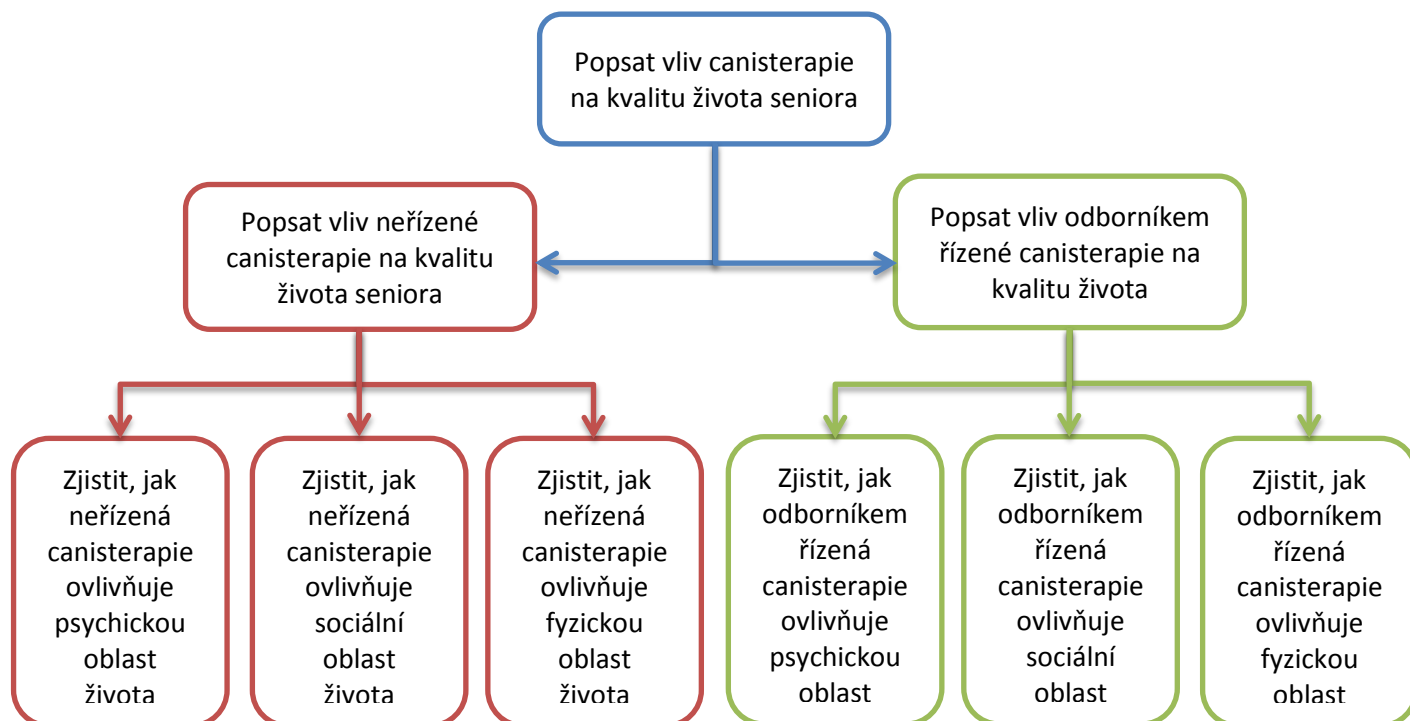 Popsat vliv canisterapie
na kvalitu života seniora
Popsat vliv neřízené
canisterapie na kvalitu
života seniora
Popsat vliv odborníkem
řízené canisterapie na
kvalitu života
Zjistit, jak
neřízená
canisterapie
ovlivňuje
psychickou
oblast
života
Zjistit, jak
neřízená
canisterapie
ovlivňuje
sociální
oblast
života
Zjistit, jak
neřízená
canisterapie
ovlivňuje
fyzickou
oblast
života
Zjistit, jak
odborníkem
řízená
canisterapie
ovlivňuje
psychickou
oblast
Zjistit, jak
odborníkem
řízená
canisterapie
ovlivňuje
sociální
oblast
Zjistit, jak
odborníkem
řízená
canisterapie
ovlivňuje
fyzickou
oblast